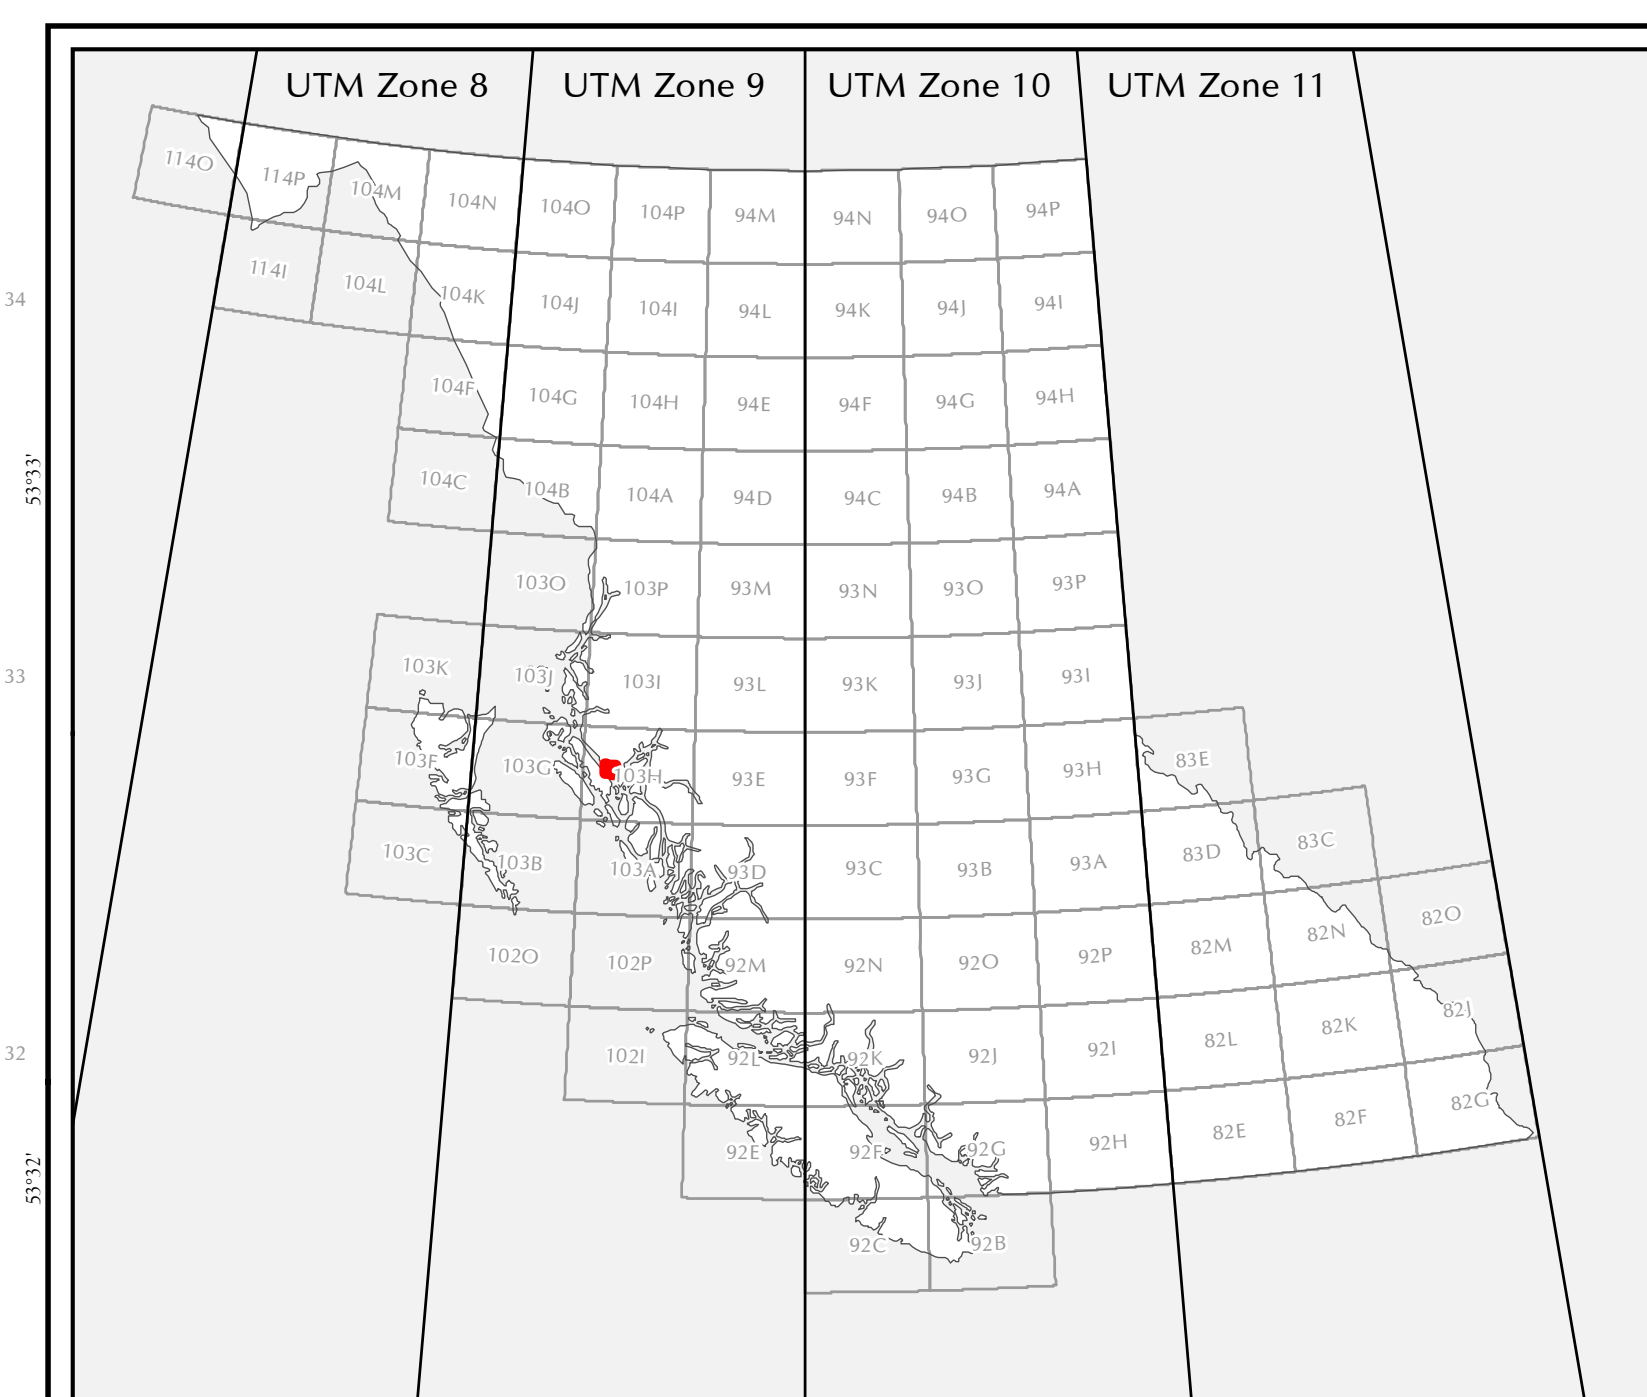 UTM Zone 8 UTM Zone 9 UTM Zone 10 UTM Zone 11
114O 114P 104M 104N 104O 104P 94M 94N 94O 94P
114I 104L 104K 104J 104I 94L 94K 94J 94I
34
104F 104G 104H 94E 94F 94G 94H
53°33'
104C 104B 104A 94D 94C 94B 94A
103O 103P 93M 93N 93O 93P
33
103K 103J 103I 93L 93K 93J 93I
103F 103G 103H 93E 93F 93G 93H 83E
103C 103B 103A 93D 93C 93B 93A 83D 83C
102O 102P 92M 92N 92O 92P 82M 82N 82O
32
102I 92L 92K 92J 92I 82L 82K 82J
53°32'
92E 92F 92G 92H 82E 82F 82G
92C 92B